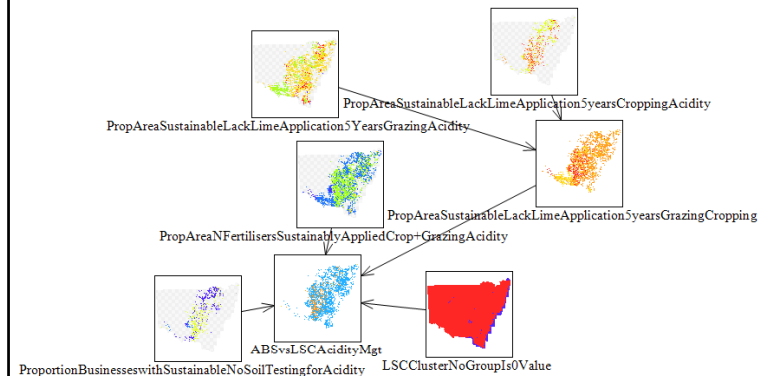 PropAreaSustainableLackLimeApplication5yearsCroppingAcidity
PropAreaSustainableLackLimeApplication5YearsGrazingAcidity
PropAreaSustainableLackLimeApplication5yearsGrazingCropping
PropAreaNFertilisersSustainablyAppliedCrop+GrazingAcidity
ABSvsLSCAcidityMgt
LSCClusterNoGroupIs0Value
ProportionBusinesseswithSustainableNoSoilTestingforAcidity